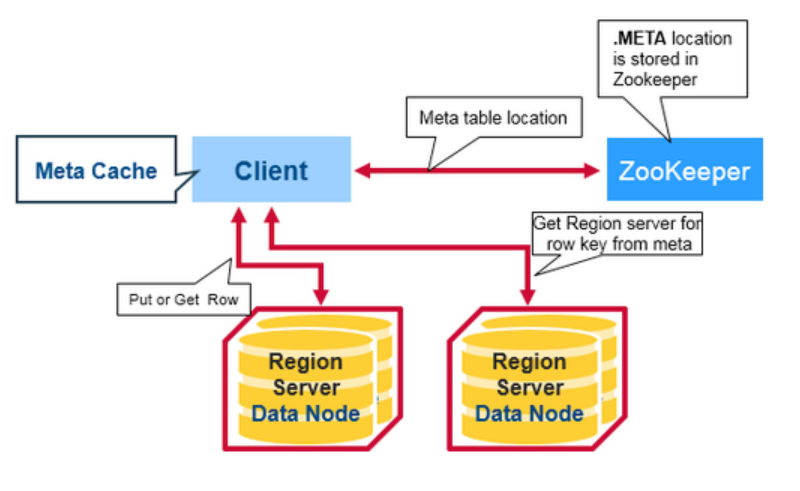 .META location
is stored in
Zookeeper
Meta table location
Meta Cache
Client
ZooKeeper
Get Region server for
row key from meta
Put or Get Row
Region
Server
Data Node
Region
Server
Data Node